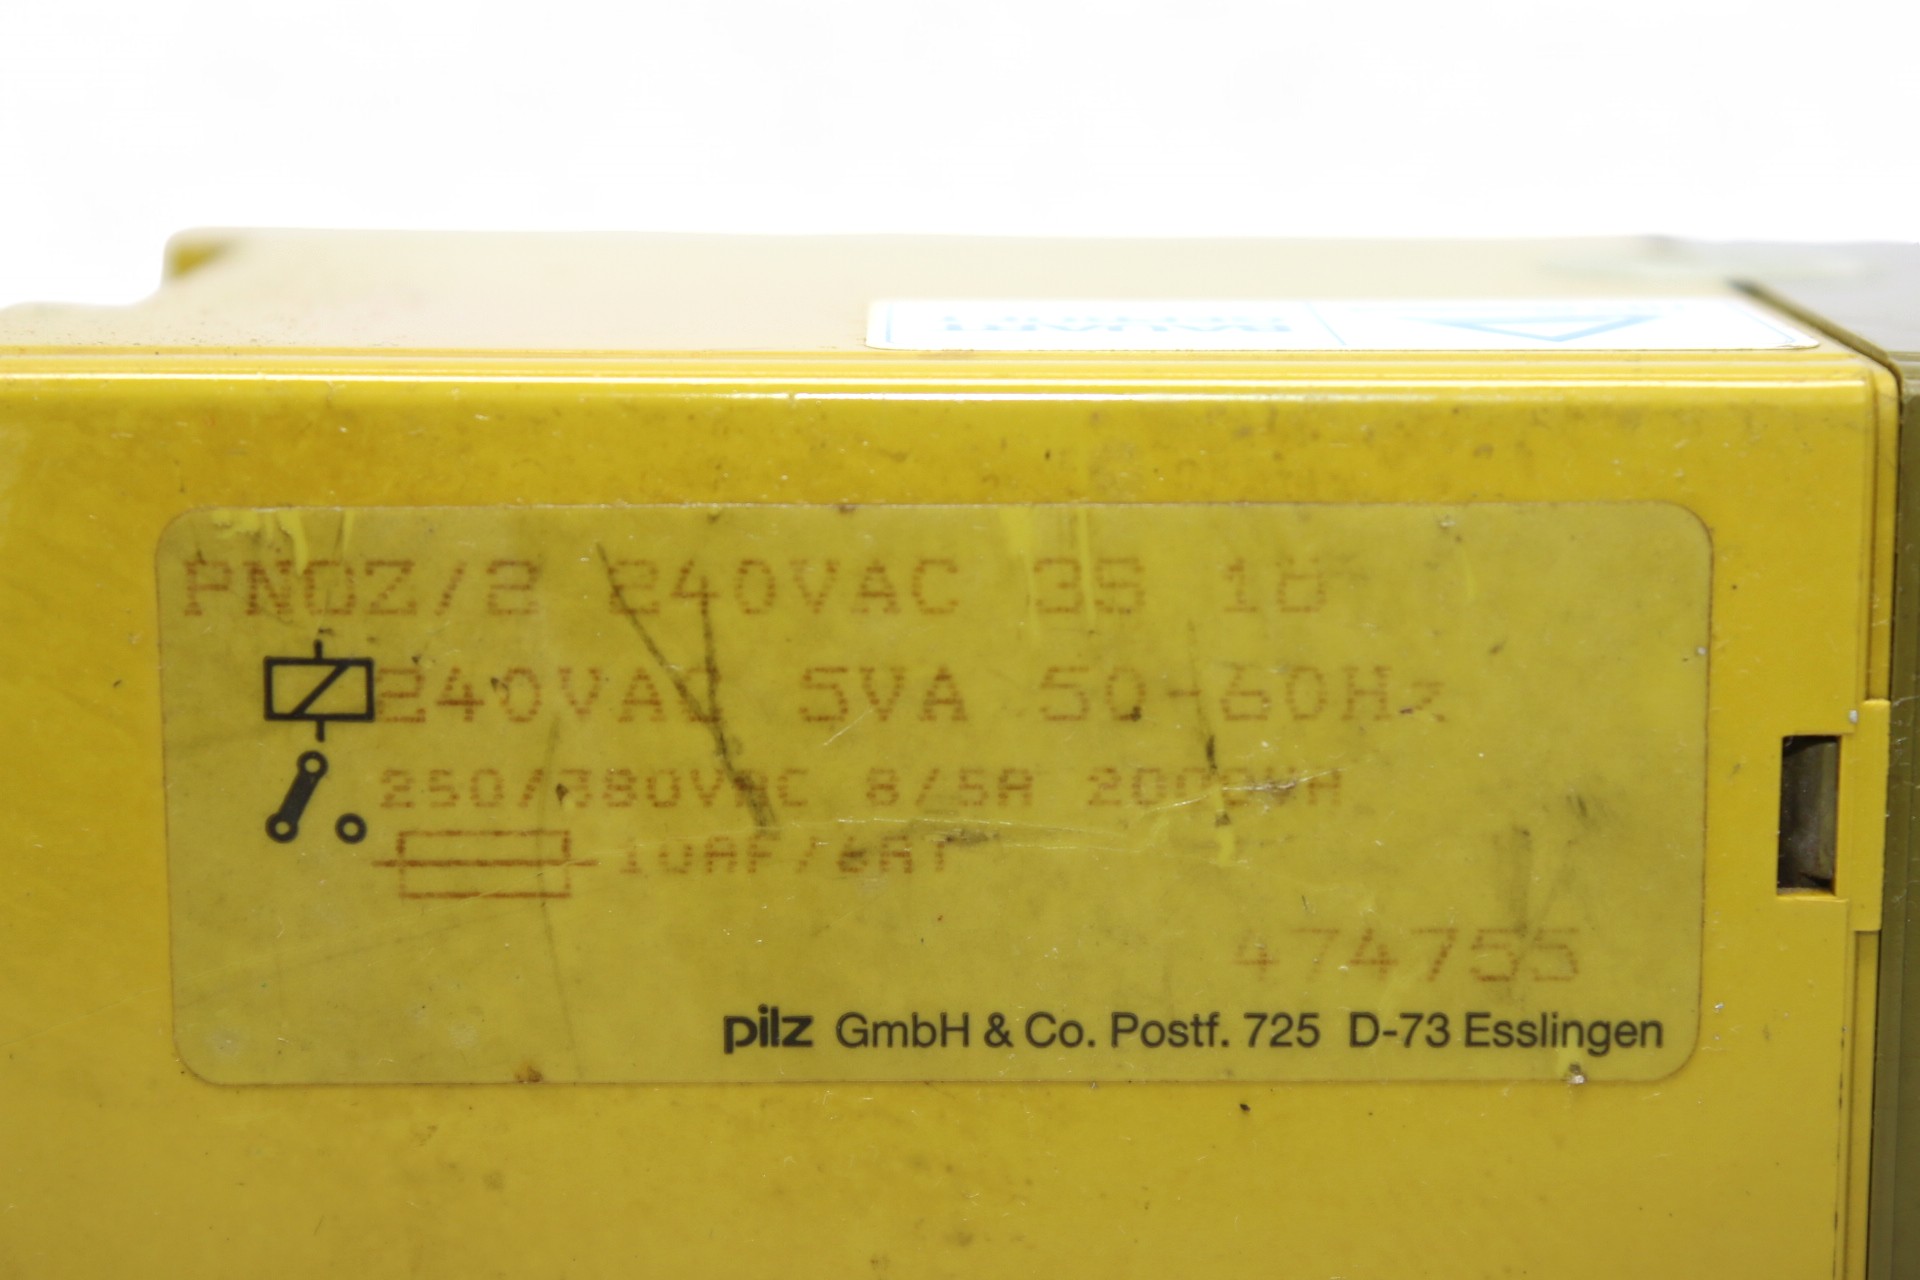 PNOZ/2 240VAC 3S 1Ö
240VAC 5VA 50-60Hz
250/380VAC 8/5A 2000VA
10AF/6AT
474755
pilz GmbH & Co. Postf. 725 D-73 Esslingen